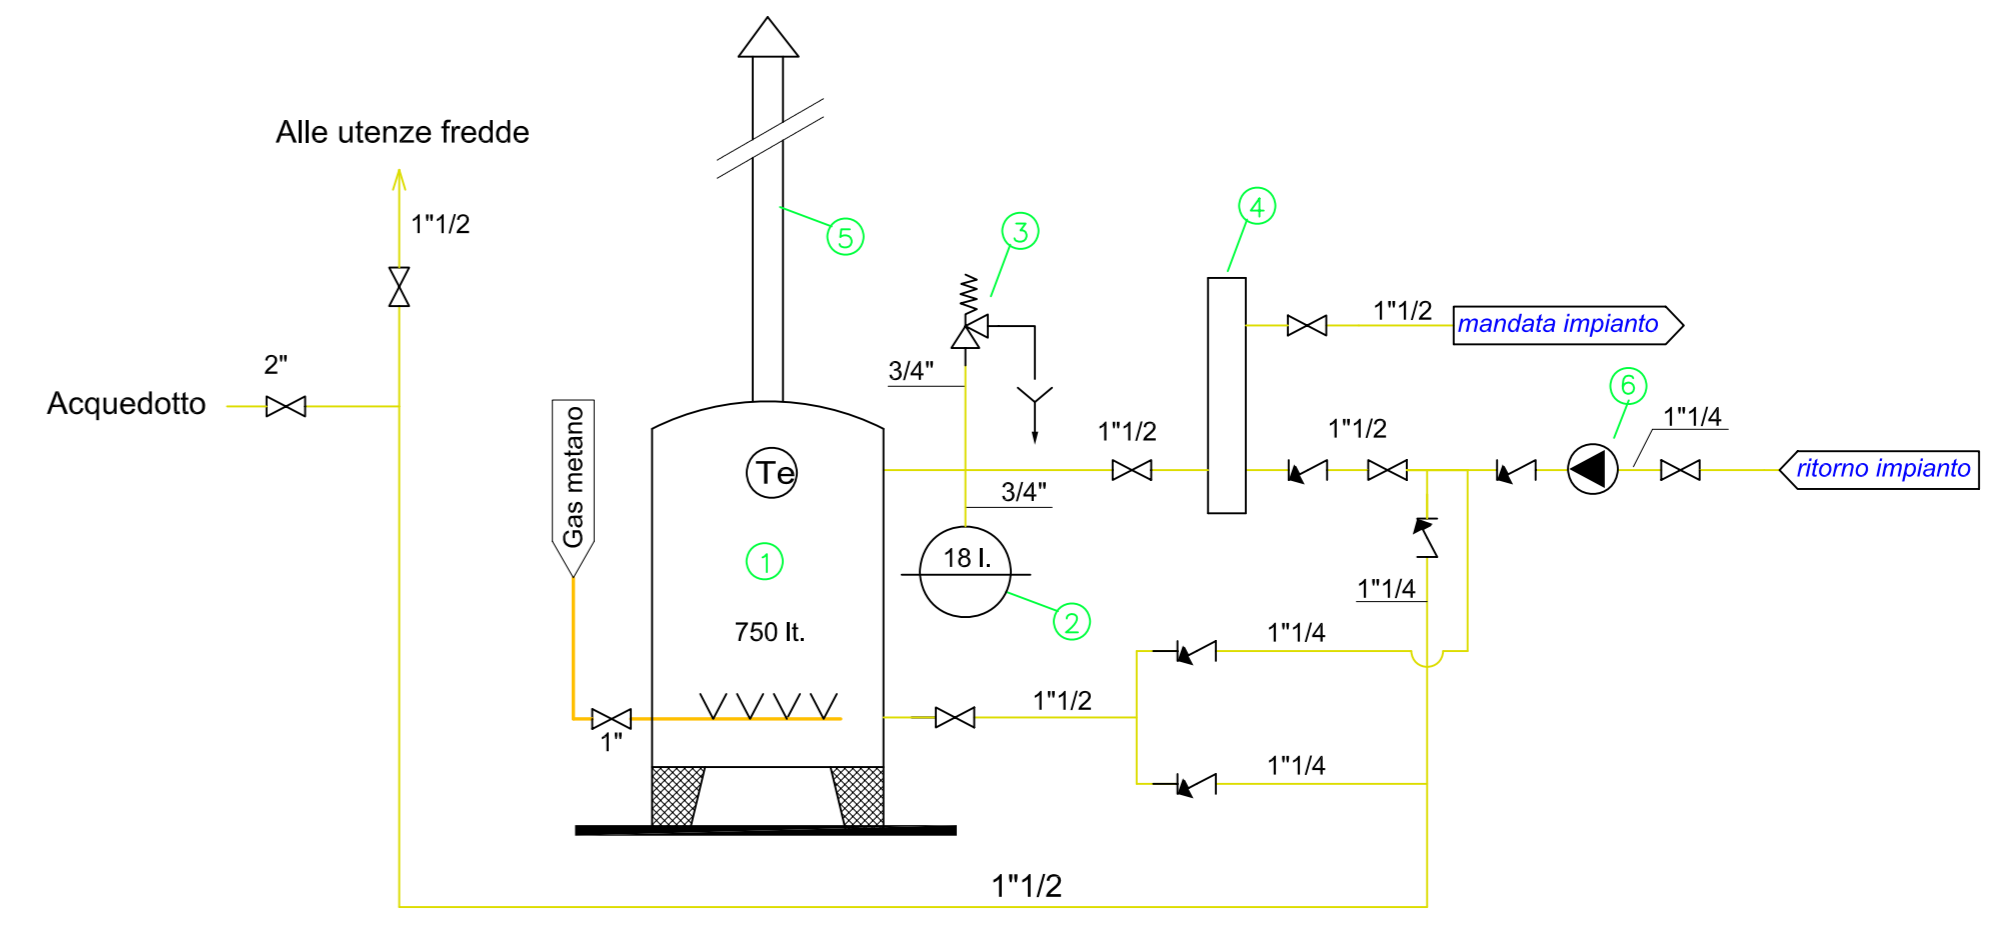 Alle utenze fredde
1"1/2
5
3
4
2"
Acquedotto
Gas metano
3/4"
1"1/2
mandata impianto
6
1"1/4
1"1/2
1"1/2
ritorno impianto
Te
3/4"
1
18 l.
2
750 lt.
1"1/4
1"1/4
1"1/2
1"
1"1/4
1"1/2